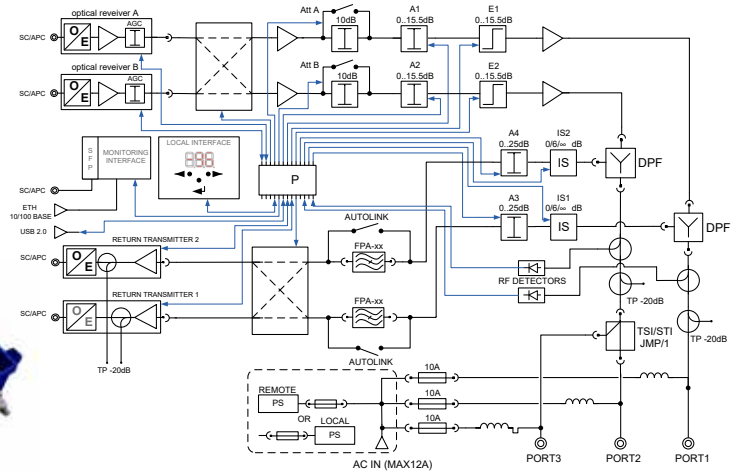 optical reveiver A
AGC
O
E
SC/APC
Att A
10dB
A1
0..15.5dB
E1
0..15.5dB
optical reveiver B
AGC
O
E
SC/APC
Att B
10dB
A2
0..15.5dB
E2
0..15.5dB
SFP
MONITORING
INTERFACE
LOCAL INTERFACE
P
A4
0..25dB
IS2
0/6/∞ dB
IS
DPF
SC/APC
ETH
10/100 BASE
USB 2.0
A3
0..25dB
IS1
0/6/∞ dB
IS
DPF
AUTOLINK
FPA-xx
RETURN TRANSMITTER 2
SC/APC
O
E
RF DETECTORS
TP -20dB
RETURN TRANSMITTER 1
SC/APC
O
E
FPA-xx
AUTOLINK
TSI/STI
JMP/1
TP -20dB
TP -20dB
REMOTE
PS
OR
LOCAL
PS
10A
10A
10A
AC IN (MAX12A)
PORT3
PORT2
PORT1